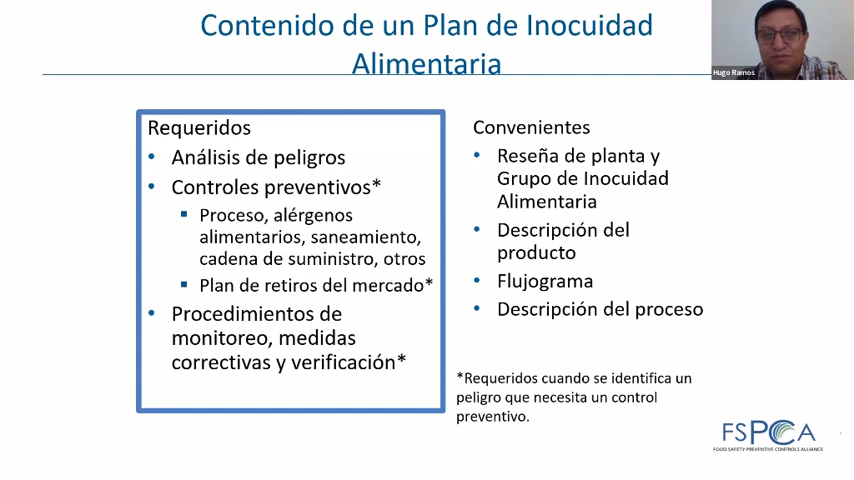 Contenido de un Plan de Inocuidad
Alimentaria
Hugo Ramos
Requeridos
• Análisis de peligros
• Controles preventivos*
▪ Proceso, alérgenos
alimentarios, saneamiento,
cadena de suministro, otros
▪ Plan de retiros del mercado*
• Procedimientos de
monitoreo, medidas
correctivas y verificación*
Convenientes
• Reseña de planta y
Grupo de Inocuidad
Alimentaria
• Descripción del
producto
• Flujograma
• Descripción del proceso
*Requeridos cuando se identifica un
peligro que necesita un control
preventivo.
FSPCA
FOOD SAFETY PREVENTIVE CONTROLS ALLIANCE